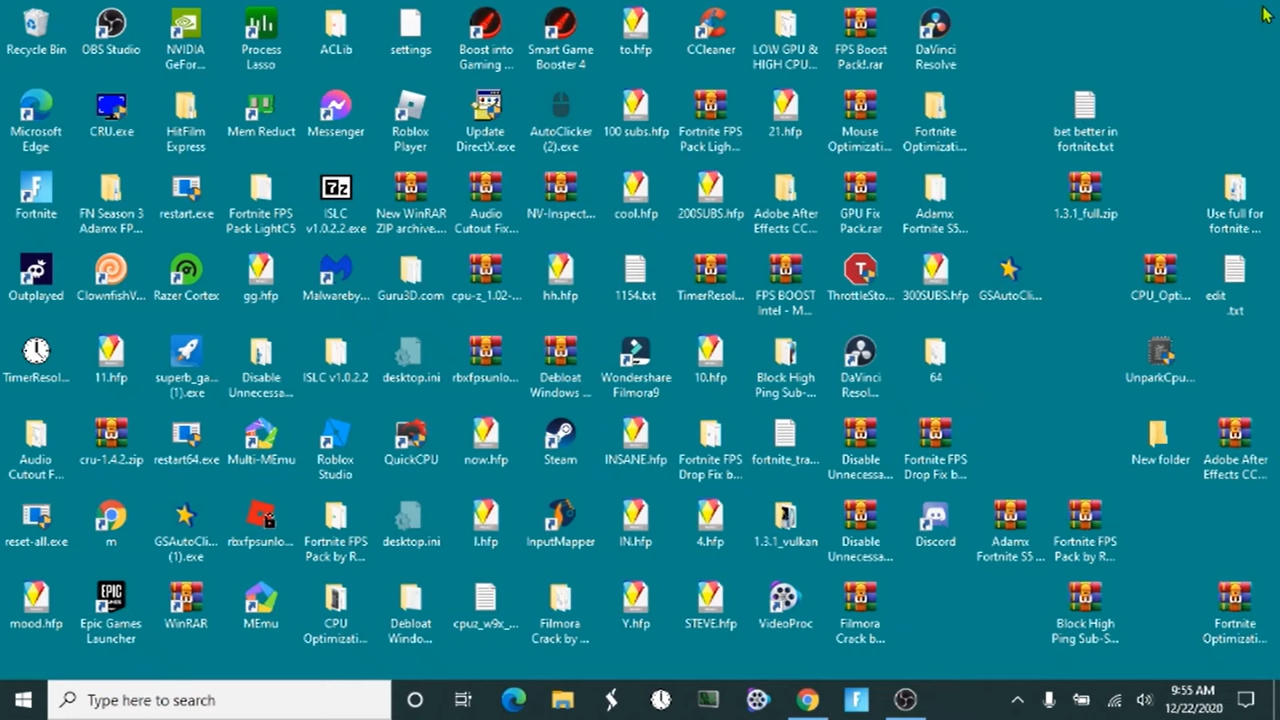 Recycle Bin
OBS Studio
NVIDIA
GeFor...
Process
Lasso
ACLib
settings
Boost into
Gaming ...
Smart Game
Booster 4
to.hfp
CCleaner
LOW GPU &
HIGH CPU...
FPS Boost
Pack!.rar
DaVinci
Resolve
Microsoft
Edge
CRU.exe
HitFilm
Express
Mem Reduct
Messenger
Roblox
Player
Update
DirectX.exe
AutoClicker
(2).exe
100 subs.hfp
Fortnite FPS
Pack Ligh...
21.hfp
Mouse
Optimizati...
Fortnite
Optimizati...
bet better in
fortnite.txt
Fortnite
FN Season 3
Adamx FP...
restart.exe
Fortnite FPS
Pack LightC5
7z
ISLC
v1.0.2.2.exe
New WinRAR
ZIP archive....
Audio
Cutout Fix...
NV-Inspect...
cool.hfp
200SUBS.hfp
Adobe After
Effects CC...
GPU Fix
Pack.rar
Adamx
Fortnite S5...
1.3.1_full.zip
Use full for
fortnite ...
Outplayed
ClownfishV...
Razer Cortex
gg.hfp
Malwareby...
Guru3D.com
cpu-z_1.02-...
hh.hfp
1154.txt
TimerResol...
FPS BOOST
Intel - M...
ThrottleSto...
300SUBS.hfp
GSAutoCli...
CPU_Opti...
edit
.txt
TimerResol...
11.hfp
superb_ga...
(1).exe
Disable
Unnecessa...
ISLC v1.0.2.2
desktop.ini
rbxfpsunlo...
Debloat
Windows ...
Wondershare
Filmora9
10.hfp
Block High
Ping Sub-...
DaVinci
Resol...
64
UnparkCpu...
Audio
Cutout F...
cru-1.4.2.zip
restart64.exe
Multi-MEmu
Roblox
Studio
QuickCPU
now.hfp
Steam
INSANE.hfp
Fortnite FPS
Drop Fix b...
fortnite_tra...
Disable
Unnecessa...
Fortnite FPS
Drop Fix b...
New folder
Adobe After
Effects CC...
reset-all.exe
m
GSAutoCli...
(1).exe
rbxfpsunlo...
Fortnite FPS
Pack by R...
desktop.ini
I.hfp
InputMapper
IN.hfp
4.hfp
1.3.1_vulkan
Disable
Unnecessa...
Discord
Adamx
Fortnite S5 ...
Fortnite FPS
Pack by R...
mood.hfp
EPIC
GAMES
Epic Games
Launcher
WinRAR
MEmu
CPU
Optimizati...
Debloat
Windo...
cpuz_w9x_...
Filmora
Crack by ...
Y.hfp
STEVE.hfp
VideoProc
Filmora
Crack b...
Block High
Ping Sub-S...
Fortnite
Optimizati...
Type here to search
9:55 AM
12/22/2020